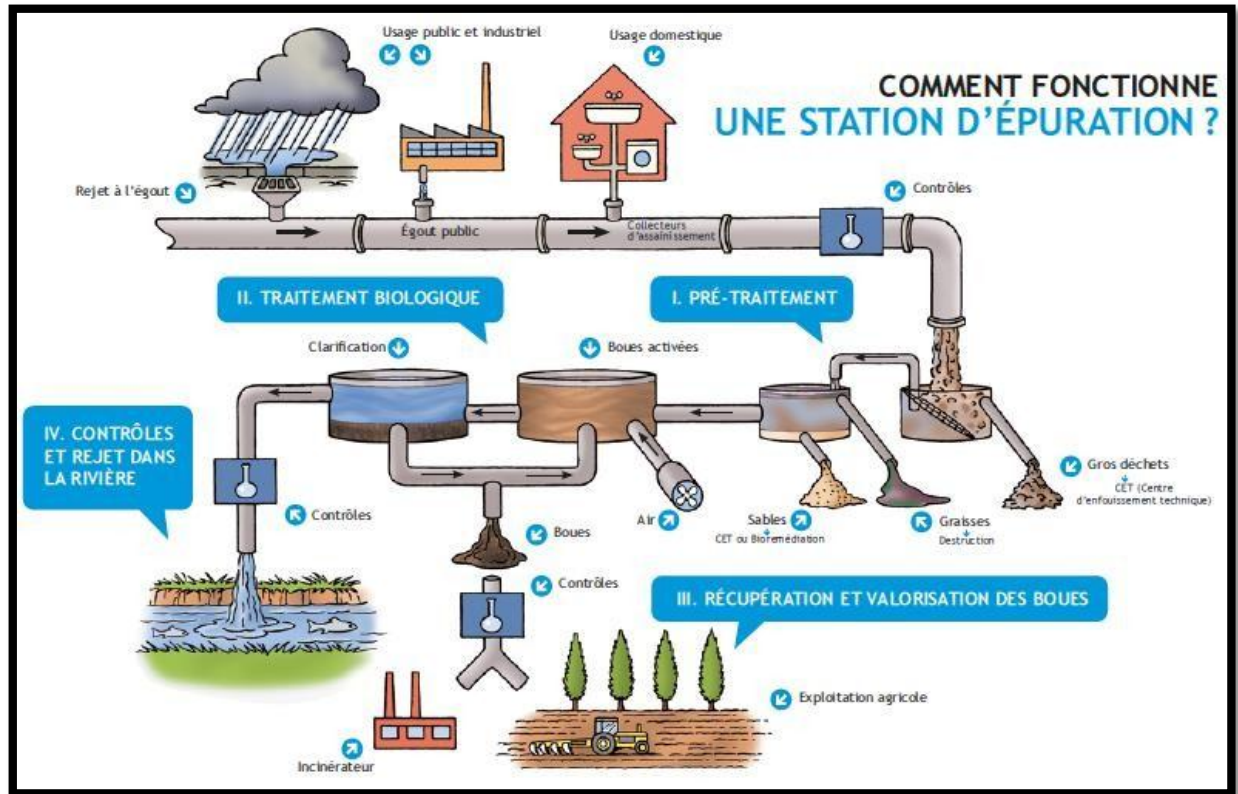 Usage public et industriel
Usage domestique
COMMENT FONCTIONNE
UNE STATION D'ÉPURATION ?
Rejet à l'égout
Contrôles
Égout public
Collecteurs
d'assainissement
II. TRAITEMENT BIOLOGIQUE
I. PRÉ-TRAITEMENT
Clarification
Boues activées
IV. CONTRÔLES
ET REJET DANS
LA RIVIÈRE
Gros déchets
CET (Centre
d'enfouissement technique)
Contrôles
Air
Sables
CET ou Bioremédiation
Graisses
Destruction
Boues
Contrôles
III. RÉCUPÉRATION ET VALORISATION DES BOUES
Exploitation agricole
Incinérateur